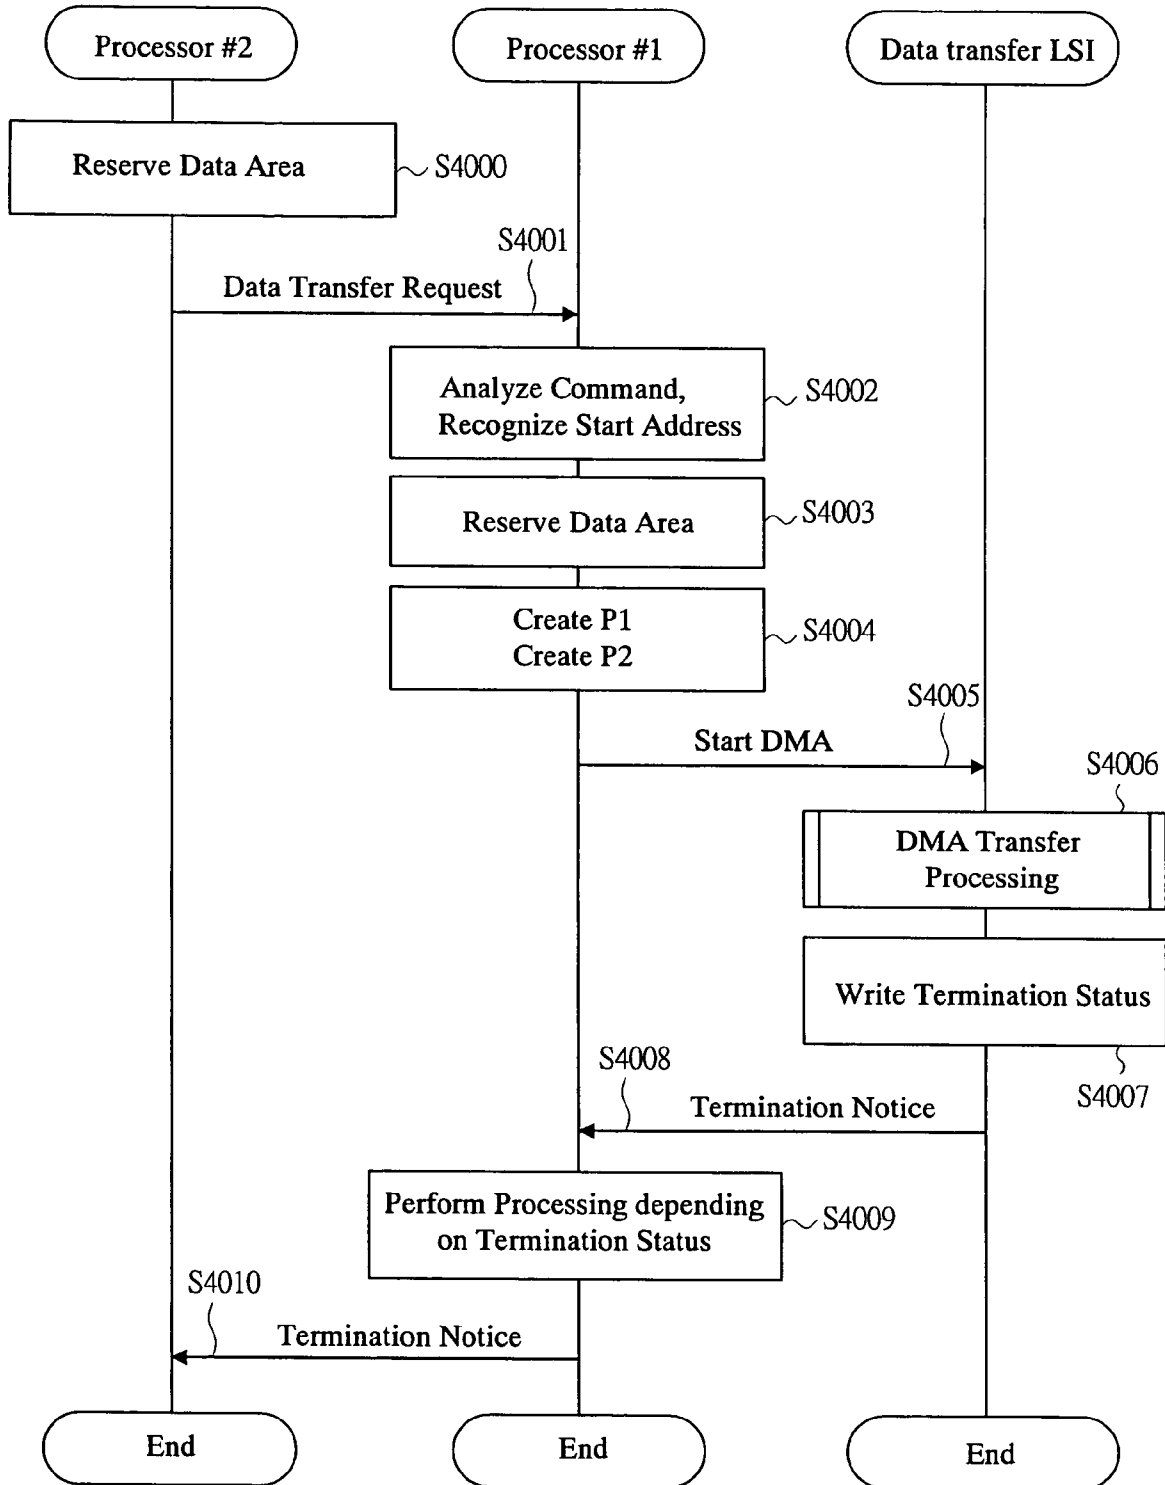 Processor #2
Processor #1
Data transfer LSI
Reserve Data Area
S4000
S4001
Data Transfer Request
Analyze Command,
Recognize Start Address
S4002
Reserve Data Area
S4003
Create P1
Create P2
S4004
S4005
Start DMA
S4006
DMA Transfer
Processing
Write Termination Status
S4007
S4008
Termination Notice
Perform Processing depending
on Termination Status
S4009
S4010
Termination Notice
End
End
End